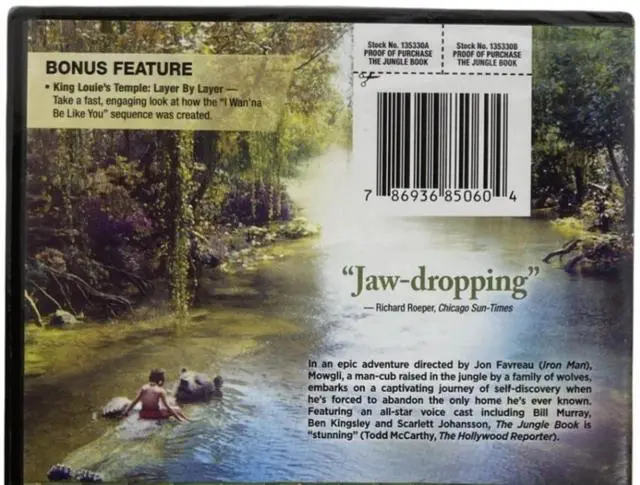 BONUS FEATURE
• King Louie's Temple: Layer By Layer —
Take a fast, engaging look at how the "I Wan'na
Be Like You" sequence was created.
Stock No. 135330A
PROOF OF PURCHASE
THE JUNGLE BOOK
Stock No. 135330B
PROOF OF PURCHASE
THE JUNGLE BOOK
7 86936 85060 4
"Jaw-dropping"
— Richard Roeper, Chicago Sun-Times
In an epic adventure directed by Jon Favreau (Iron Man),
Mowgli, a man-cub raised in the jungle by a family of wolves,
embarks on a captivating journey of self-discovery when
he's forced to abandon the only home he's ever known.
Featuring an all-star voice cast including Bill Murray,
Ben Kingsley and Scarlett Johansson, The Jungle Book is
"stunning" (Todd McCarthy, The Hollywood Reporter).